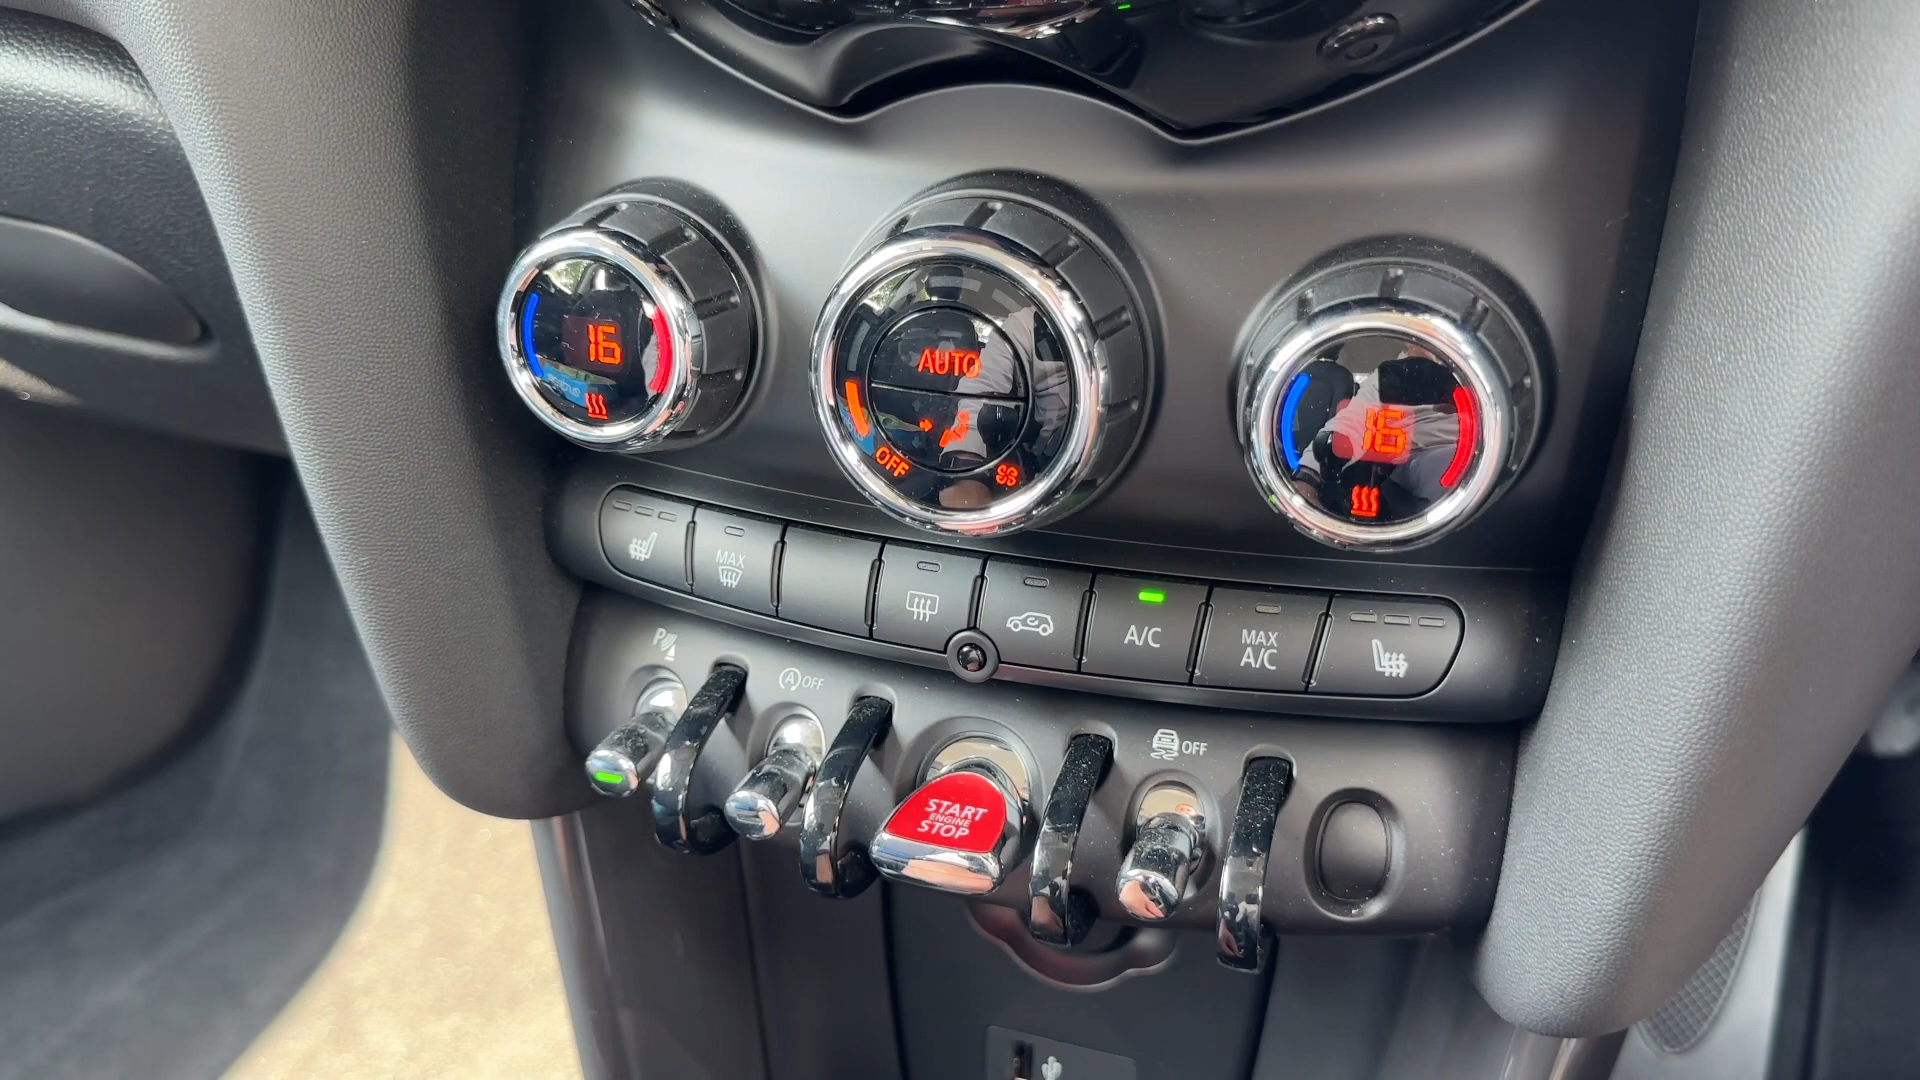 16
AUTO
OFF
16
MAX
A/C
MAX
A/C
P
A OFF
OFF
START
ENGINE
STOP